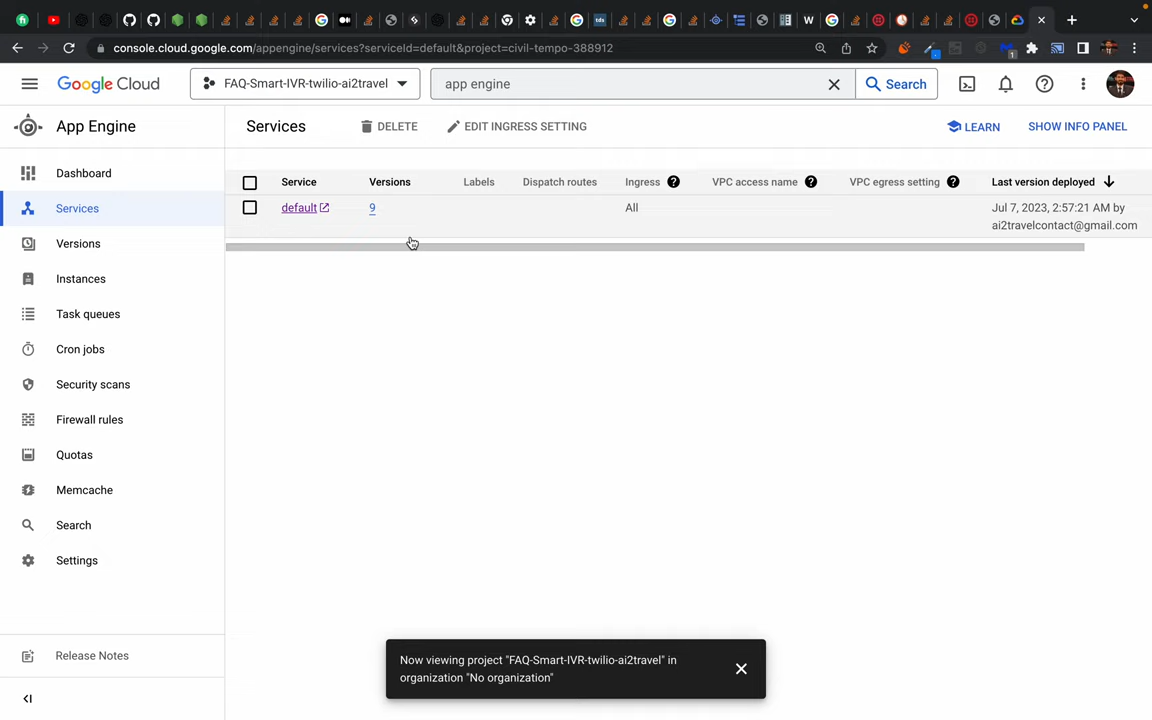 console.cloud.google.com/appengine/services?serviceId=default&project=civil-tempo-388912
Google Cloud
FAQ-Smart-IVR-twilio-ai2travel
app engine
Search
App Engine
Services
DELETE
EDIT INGRESS SETTING
LEARN
SHOW INFO PANEL
Dashboard
Services
Versions
Instances
Task queues
Cron jobs
Security scans
Firewall rules
Quotas
Memcache
Search
Settings
Release Notes
Service Versions Labels Dispatch routes Ingress VPC access name VPC egress setting Last version deployed
default 9 All Jul 7, 2023, 2:57:21 AM by
ai2travelcontact@gmail.com
Now viewing project "FAQ-Smart-IVR-twilio-ai2travel" in
organization "No organization"